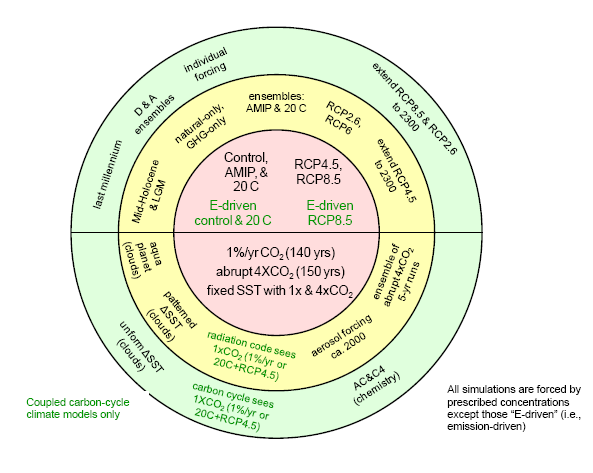 individual
forcing
D & A
ensembles
last millennium
extend RCP8.5 & RCP2.6
to 2300
natural-only,
GHG-only
ensembles:
AMIP & 20 C
RCP2.6,
RCP6
extend RCP4.5
to 2300
Mid-Holocene
& LGM
Control,
AMIP, &
20 C
RCP4.5,
RCP8.5
E-driven
control & 20 C
E-driven
RCP8.5
1%/yr CO2 (140 yrs)
abrupt 4XCO2 (150 yrs)
fixed SST with 1x & 4xCO2
aqua
planet
(clouds)
patterned
ΔSST
(clouds)
radiation code sees
1xCO2 (1%/yr or
20C+RCP4.5)
aerosol forcing
ca. 2000
ensemble of
abrupt 4xCO2
5-yr runs
unform ΔSST
(clouds)
carbon cycle sees
1XCO2 (1%/yr or
20C+RCP4.5)
AC&C4
(chemistry)
Coupled carbon-cycle
climate models only
All simulations are forced by
prescribed concentrations
except those "E-driven" (i.e.,
emission-driven)